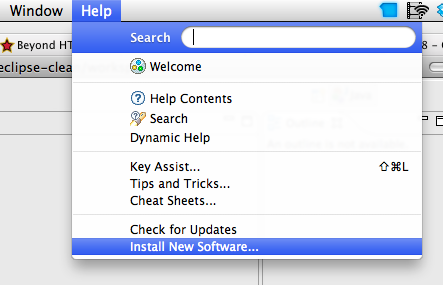 Window Help
Search
Beyond HT
8 - G
eclipse-clea
Welcome
Help Contents
Search
Dynamic Help
Key Assist... ⇧⌘L
Tips and Tricks...
Cheat Sheets...
Check for Updates
Install New Software...